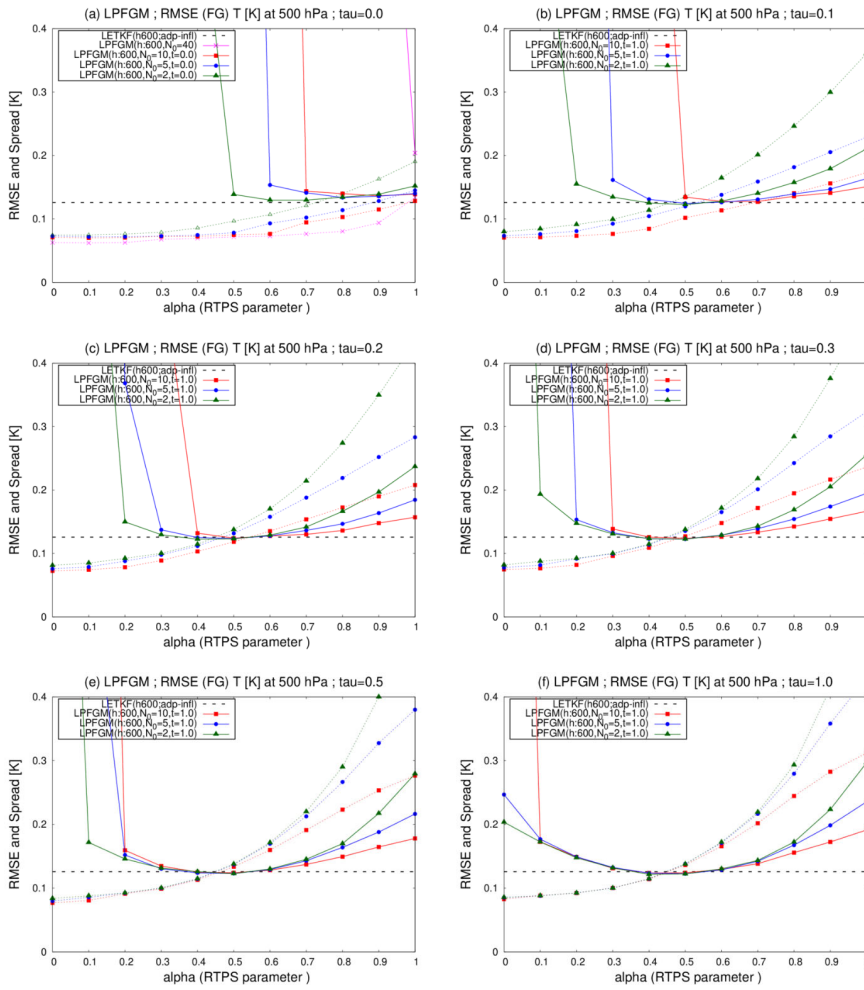 (a) LPFGM ; RMSE (FG) T [K] at 500 hPa ; tau=0.0
LETKF(h600;adp-infl)
LPFGM(h:600,N0=40)
LPFGM(h:600,N0=10,t=0.0)
LPFGM(h:600,N0=5,t=0.0)
LPFGM(h:600,N0=2,t=0.0)
RMSE and Spread [K]
0.4
0.3
0.2
0.1
0
0 0.1 0.2 0.3 0.4 0.5 0.6 0.7 0.8 0.9 1
alpha (RTPS parameter )
(b) LPFGM ; RMSE (FG) T [K] at 500 hPa ; tau=0.1
LETKF(h600;adp-infl)
LPFGM(h:600,N0=10,t=1.0)
LPFGM(h:600,N0=5,t=1.0)
LPFGM(h:600,N0=2,t=1.0)
RMSE and Spread [K]
0.4
0.3
0.2
0.1
0
0 0.1 0.2 0.3 0.4 0.5 0.6 0.7 0.8 0.9
alpha (RTPS parameter )
(c) LPFGM ; RMSE (FG) T [K] at 500 hPa ; tau=0.2
LETKF(h600;adp-infl)
LPFGM(h:600,N0=10,t=1.0)
LPFGM(h:600,N0=5,t=1.0)
LPFGM(h:600,N0=2,t=1.0)
RMSE and Spread [K]
0.4
0.3
0.2
0.1
0
0 0.1 0.2 0.3 0.4 0.5 0.6 0.7 0.8 0.9 1
alpha (RTPS parameter )
(d) LPFGM ; RMSE (FG) T [K] at 500 hPa ; tau=0.3
LETKF(h600;adp-infl)
LPFGM(h:600,N0=10,t=1.0)
LPFGM(h:600,N0=5,t=1.0)
LPFGM(h:600,N0=2,t=1.0)
RMSE and Spread [K]
0.4
0.3
0.2
0.1
0
0 0.1 0.2 0.3 0.4 0.5 0.6 0.7 0.8 0.9
alpha (RTPS parameter )
(e) LPFGM ; RMSE (FG) T [K] at 500 hPa ; tau=0.5
LETKF(h600;adp-infl)
LPFGM(h:600,N0=10,t=1.0)
LPFGM(h:600,N0=5,t=1.0)
LPFGM(h:600,N0=2,t=1.0)
RMSE and Spread [K]
0.4
0.3
0.2
0.1
0
0 0.1 0.2 0.3 0.4 0.5 0.6 0.7 0.8 0.9 1
alpha (RTPS parameter )
(f) LPFGM ; RMSE (FG) T [K] at 500 hPa ; tau=1.0
LETKF(h600;adp-infl)
LPFGM(h:600,N0=10,t=1.0)
LPFGM(h:600,N0=5,t=1.0)
LPFGM(h:600,N0=2,t=1.0)
RMSE and Spread [K]
0.4
0.3
0.2
0.1
0
0 0.1 0.2 0.3 0.4 0.5 0.6 0.7 0.8 0.9
alpha (RTPS parameter )